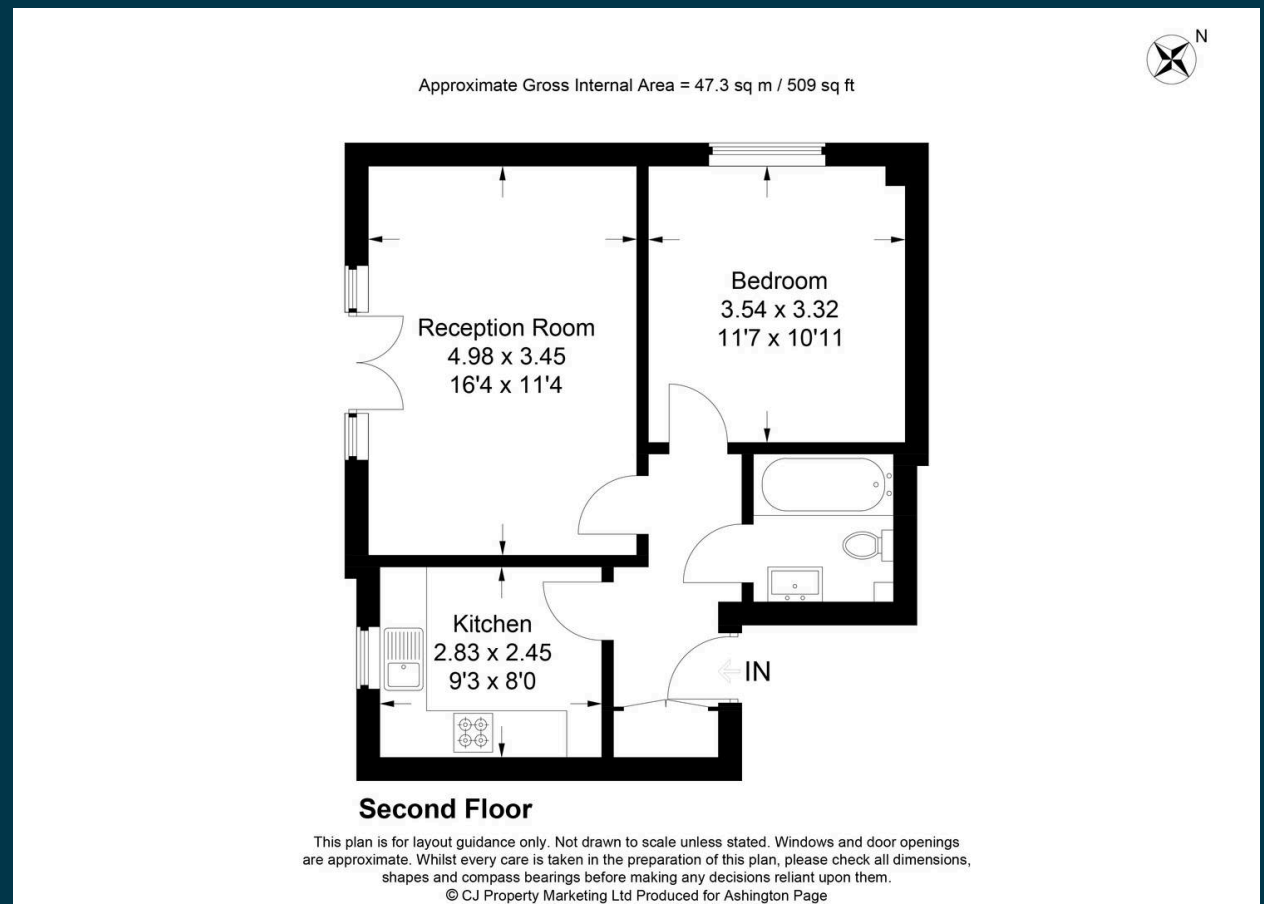 N
Approximate Gross Internal Area = 47.3 sq m / 509 sq ft
Bedroom
3.54 x 3.32
11'7 x 10'11
Reception Room
4.98 x 3.45
16'4 x 11'4
Kitchen
2.83 x 2.45
9'3 x 8'0
IN
Second Floor
This plan is for layout guidance only. Not drawn to scale unless stated. Windows and door openings
are approximate. Whilst every care is taken in the preparation of this plan, please check all dimensions,
shapes and compass bearings before making any decisions reliant upon them.
© CJ Property Marketing Ltd Produced for Ashington Page